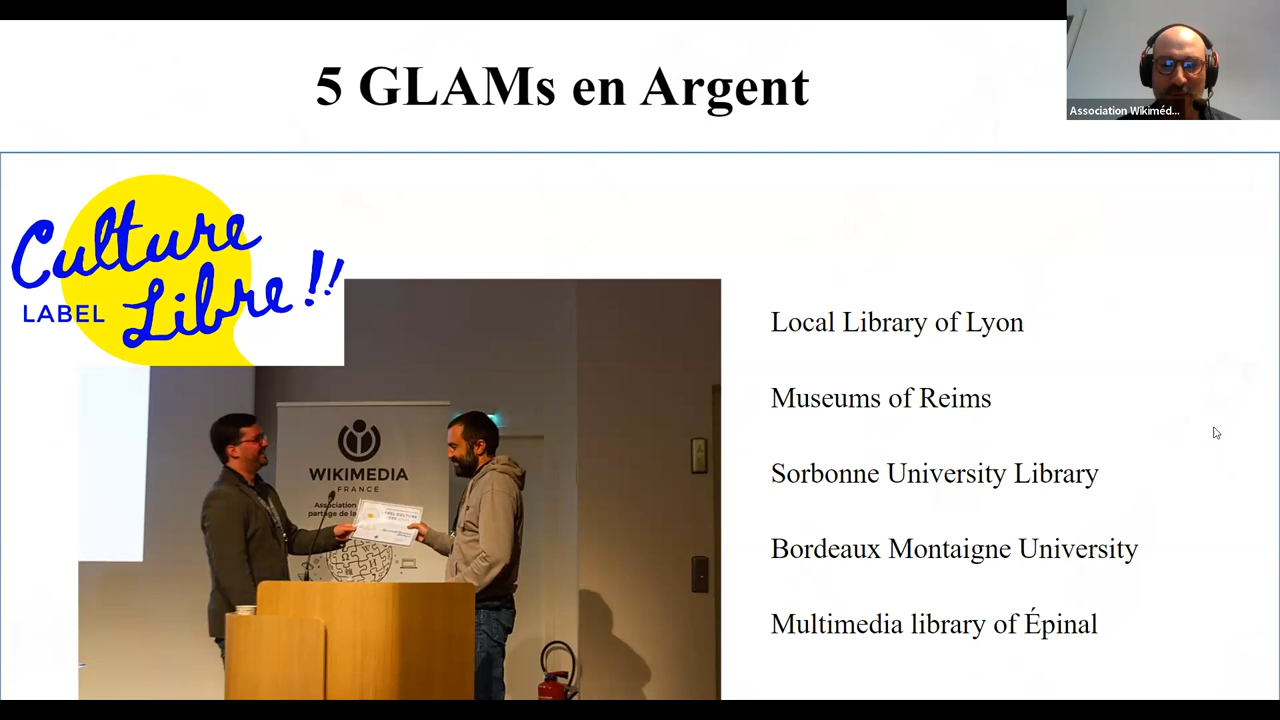 5 GLAMs en Argent
Association Wikiméd...
Culture
LABEL Libre !!
WIKIMEDIA
FRANCE
Local Library of Lyon
Museums of Reims
Sorbonne University Library
Bordeaux Montaigne University
Multimedia library of Épinal